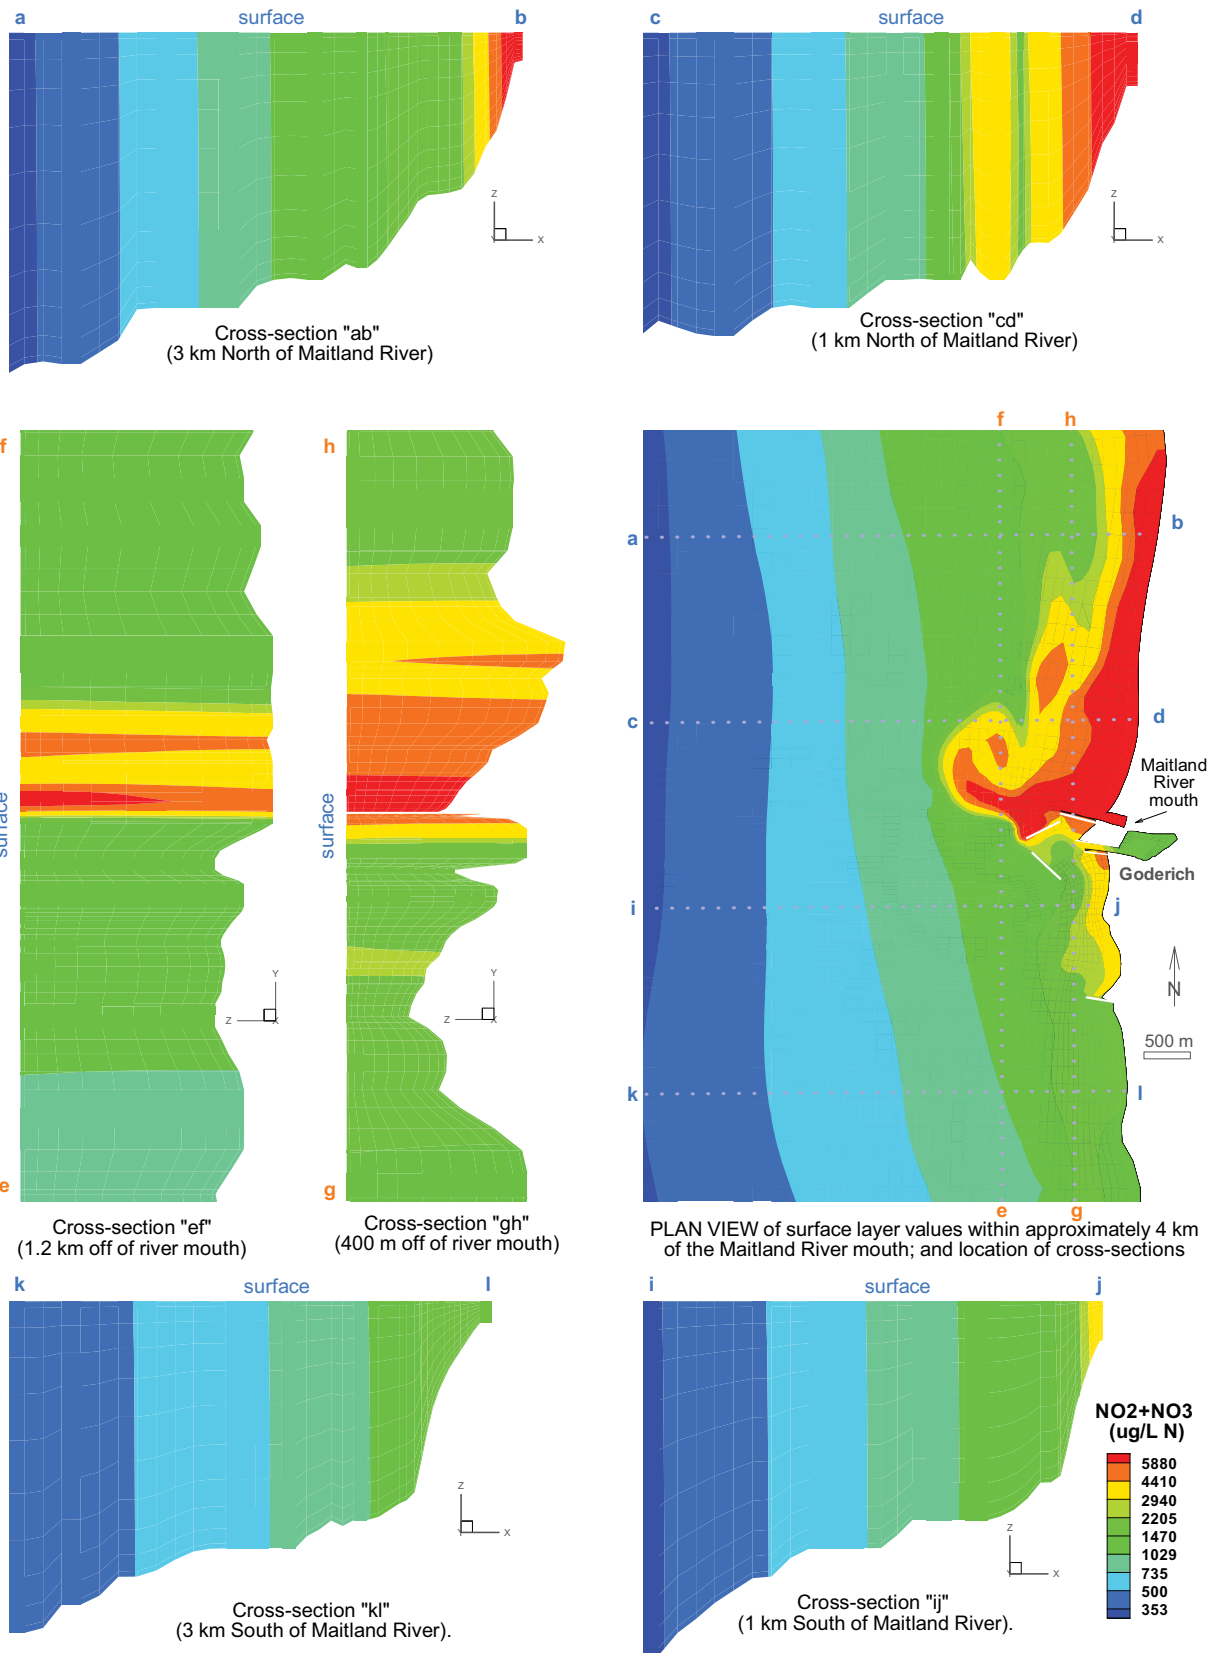 a surface b
c surface d
Z
X
Y
Z
X
Y
Cross-section "ab"
(3 km North of Maitland River)
Cross-section "cd"
(1 km North of Maitland River)
f
h
surface
e
Y
Z
X
surface
g
Y
Z
X
f h
a
b
c
d
Maitland
River
mouth
Goderich
i
j
N
500 m
k
l
e g
Cross-section "ef"
(1.2 km off of river mouth)
Cross-section "gh"
(400 m off of river mouth)
PLAN VIEW of surface layer values within approximately 4 km
of the Maitland River mouth; and location of cross-sections
k surface l
i surface j
Z
X
Y
Z
X
Y
Cross-section "kl"
(3 km South of Maitland River).
Cross-section "ij"
(1 km South of Maitland River).
NO2+NO3
(ug/L N)
5880
4410
2940
2205
1470
1029
735
500
353